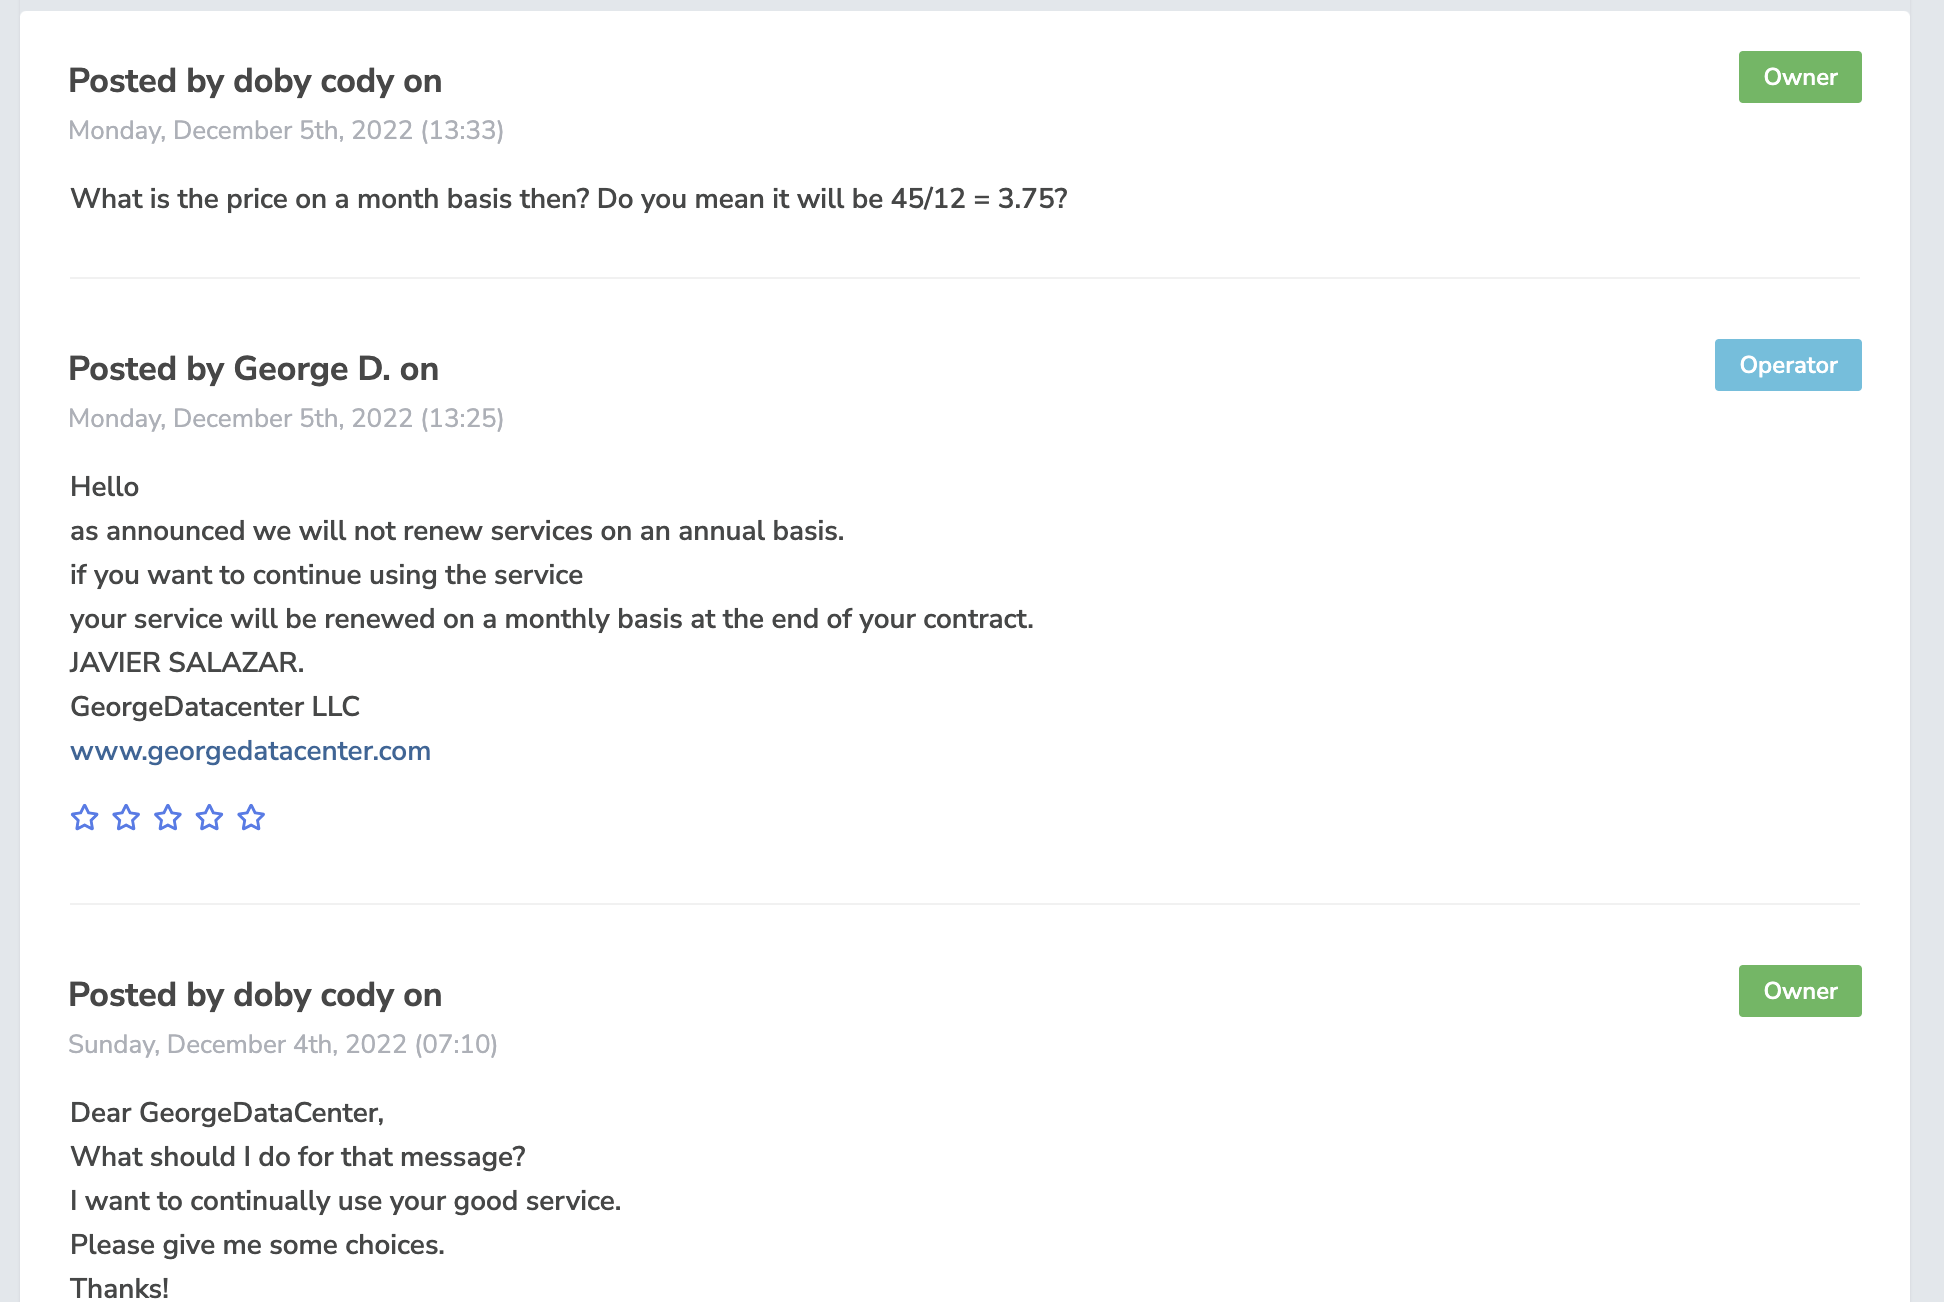 Posted by doby cody on
Owner
Monday, December 5th, 2022 (13:33)
What is the price on a month basis then? Do you mean it will be 45/12 = 3.75?
Posted by George D. on
Operator
Monday, December 5th, 2022 (13:25)
Hello
as announced we will not renew services on an annual basis.
if you want to continue using the service
your service will be renewed on a monthly basis at the end of your contract.
JAVIER SALAZAR.
GeorgeDatacenter LLC
www.georgedatacenter.com
Posted by doby cody on
Owner
Sunday, December 4th, 2022 (07:10)
Dear GeorgeDataCenter,
What should I do for that message?
I want to continually use your good service.
Please give me some choices.
Thanks!